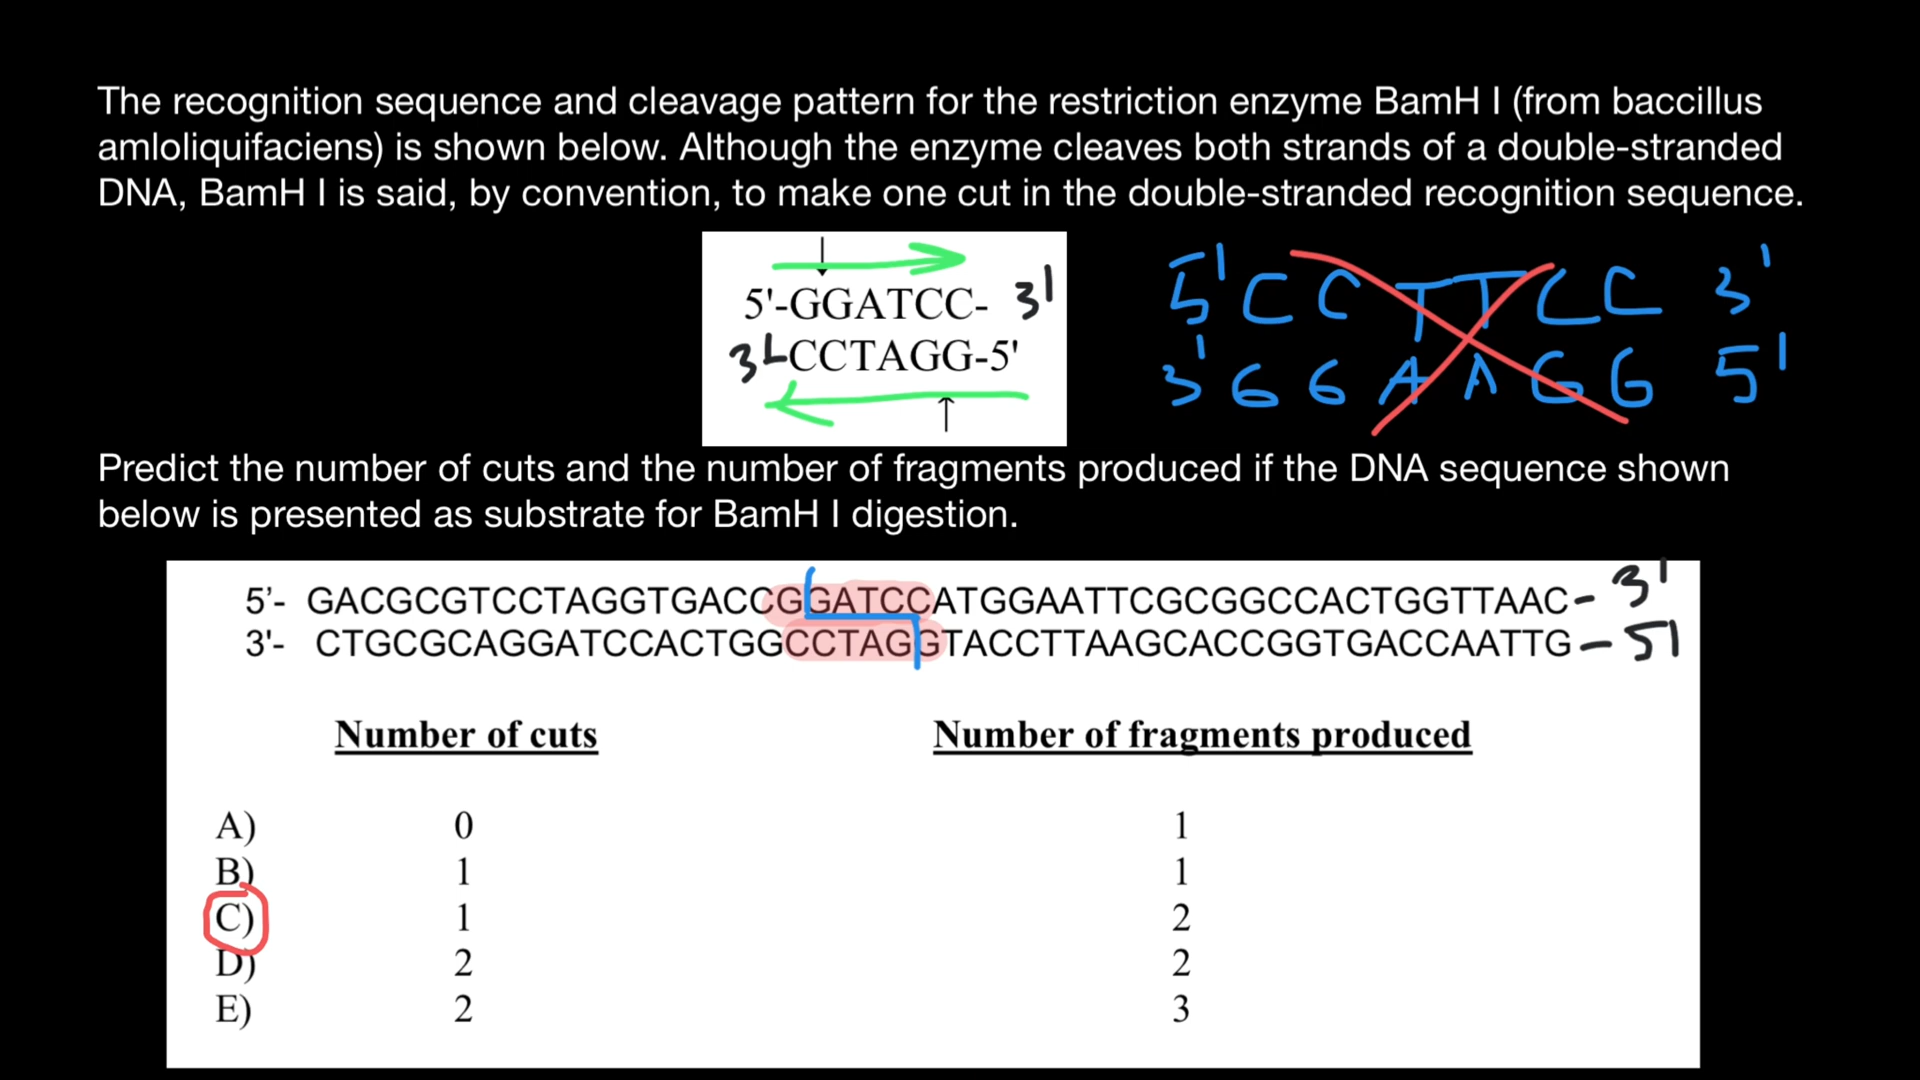 The recognition sequence and cleavage pattern for the restriction enzyme BamH I (from baccillus
amloliquifaciens) is shown below. Although the enzyme cleaves both strands of a double-stranded
DNA, BamH I is said, by convention, to make one cut in the double-stranded recognition sequence.
5'-GGATCC- 3'
3'-CCTAGG-5'
5' C C T T C C 3'
3' G G A A G G 5'
Predict the number of cuts and the number of fragments produced if the DNA sequence shown
below is presented as substrate for BamH I digestion.
5’- GACGCGTCCTAGGTGACCGGATCCATGGAATTCGCGGCCACTGGTTAAC- 3'
3'- CTGCGCAGGATCCACTGGCCTAGGTACCTTAAGCACCGGTGACCAATTG - 5'
Number of cuts Number of fragments produced
A) 0 1
B) 1 1
C) 1 2
D) 2 2
E) 2 3